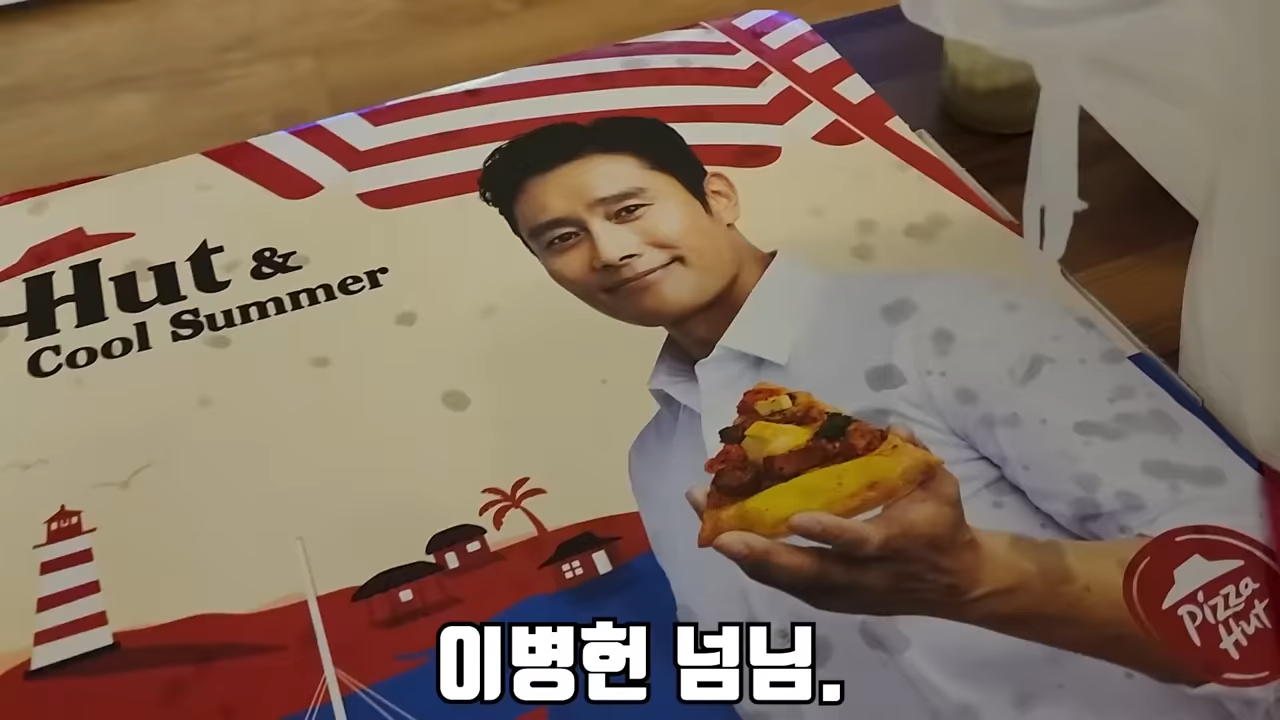 Hut &
Cool Summer
Pizza
Hut
이병헌 넘님.